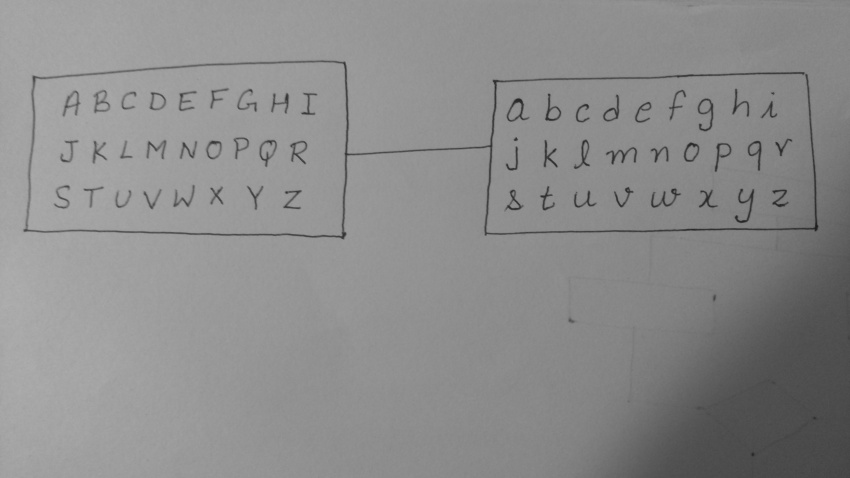 A B C D E F G H I
J K L M N O P Q R
S T U V W X Y Z
a b c d e f g h i
j k l m n o p q r
s t u v w x y z